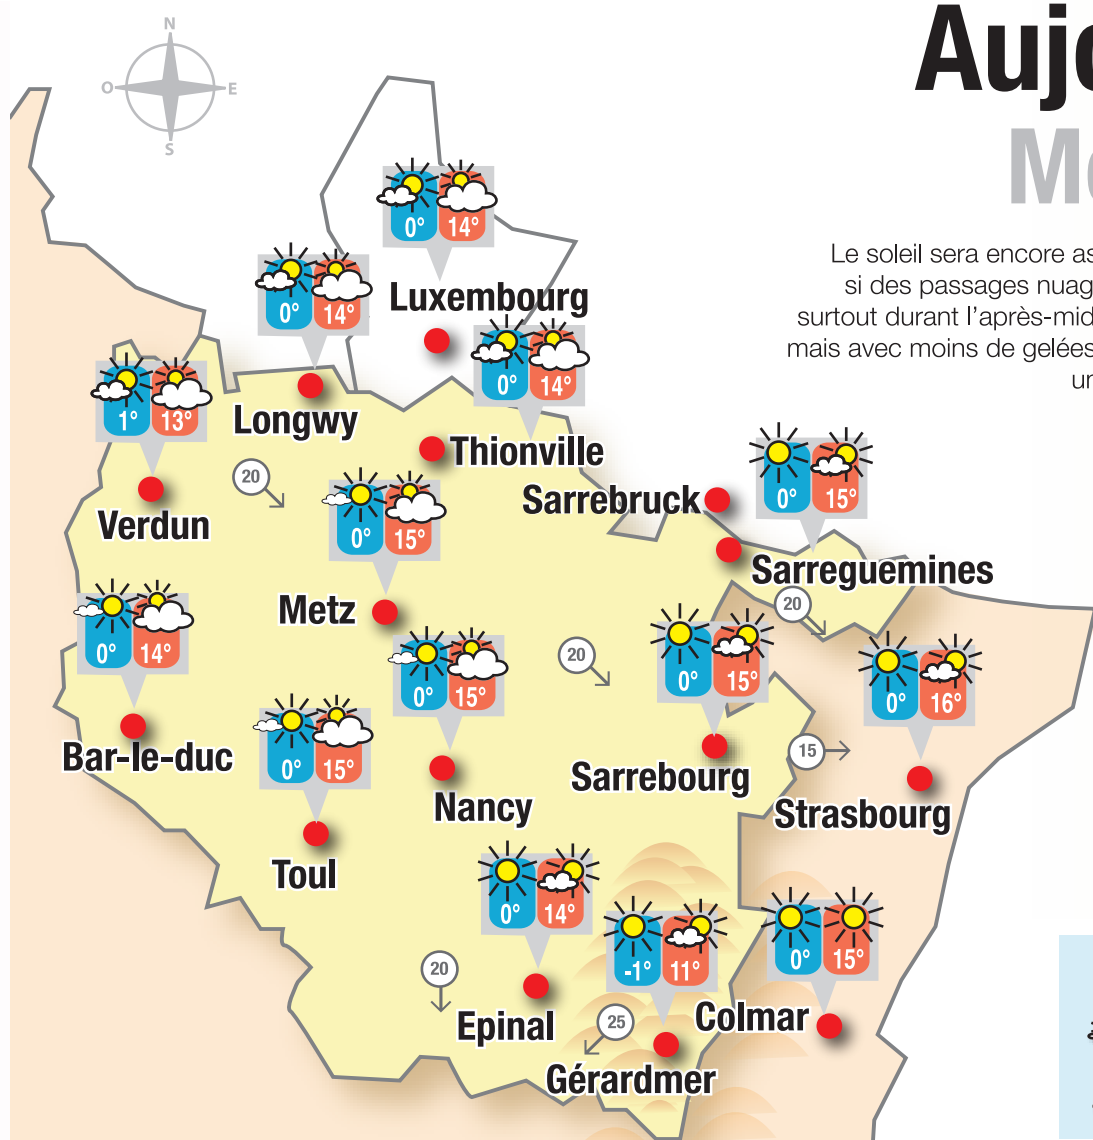 Aujo
N
O
E
S
Le soleil sera encore as
si des passages nuag
surtout durant l'après-mid
mais avec moins de gelées
un
0° 14°
Luxembourg
0° 14°
Longwy
0° 14°
Thionville
1° 13°
Verdun
20
0° 15°
Metz
Sarrebruck
0° 15°
Sarreguemines
20
0° 14°
Bar-le-duc
0° 15°
Nancy
20
0° 15°
Sarrebourg
0° 16°
Strasbourg
15
0° 15°
Toul
0° 14°
Epinal
20
-1° 11°
Gérardmer
25
0° 15°
Colmar